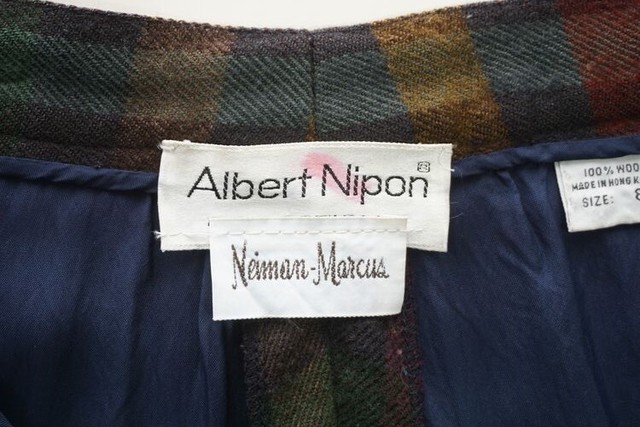 Albert Nipon
Neiman-Marcus
100% WOO
MADE IN HONG K
SIZE: 8